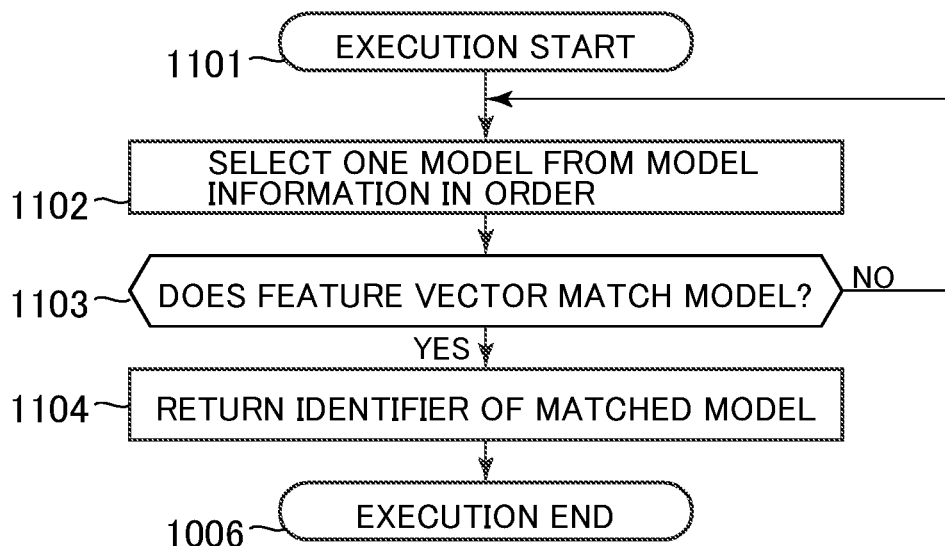 EXECUTION START
1101
SELECT ONE MODEL FROM MODEL
INFORMATION IN ORDER
1102
DOES FEATURE VECTOR MATCH MODEL?
NO
1103
YES
RETURN IDENTIFIER OF MATCHED MODEL
1104
EXECUTION END
1006